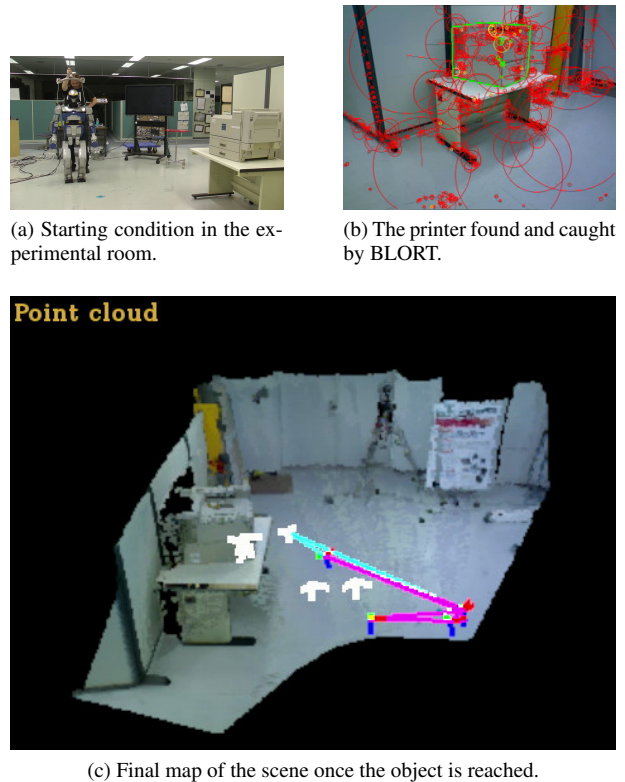 (a) Starting condition in the ex-
perimental room.
(b) The printer found and caught
by BLORT.
Point cloud
(c) Final map of the scene once the object is reached.